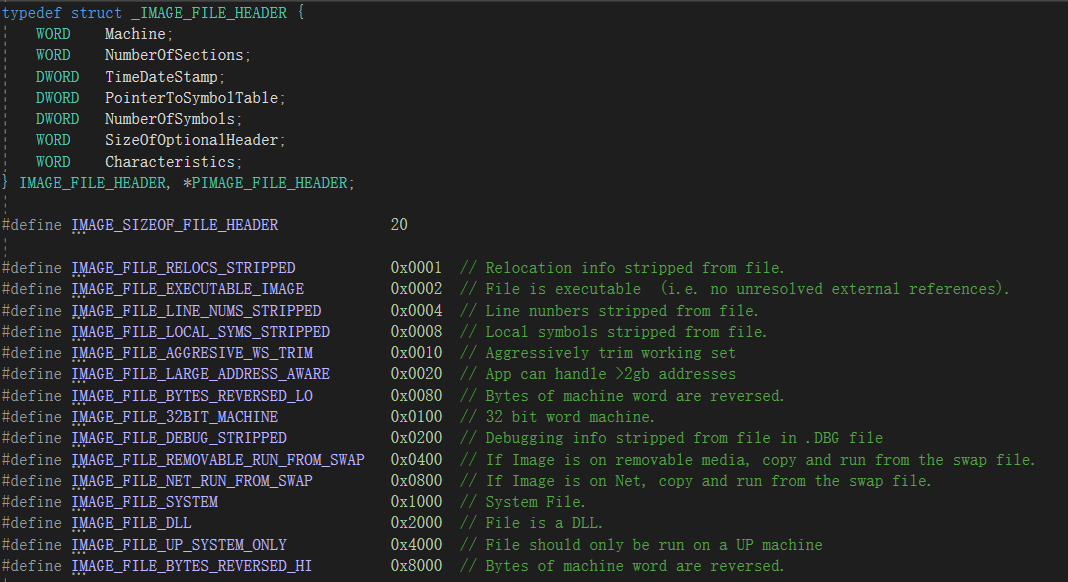 typedef struct _IMAGE_FILE_HEADER {
    WORD    Machine;
    WORD    NumberOfSections;
    DWORD   TimeDateStamp;
    DWORD   PointerToSymbolTable;
    DWORD   NumberOfSymbols;
    WORD    SizeOfOptionalHeader;
    WORD    Characteristics;
} IMAGE_FILE_HEADER, *PIMAGE_FILE_HEADER;
#define IMAGE_SIZEOF_FILE_HEADER             20
#define IMAGE_FILE_RELOCS_STRIPPED           0x0001  // Relocation info stripped from file.
#define IMAGE_FILE_EXECUTABLE_IMAGE          0x0002  // File is executable  (i.e. no unresolved external references).
#define IMAGE_FILE_LINE_NUMS_STRIPPED        0x0004  // Line nunbers stripped from file.
#define IMAGE_FILE_LOCAL_SYMS_STRIPPED       0x0008  // Local symbols stripped from file.
#define IMAGE_FILE_AGGRESIVE_WS_TRIM         0x0010  // Aggressively trim working set
#define IMAGE_FILE_LARGE_ADDRESS_AWARE       0x0020  // App can handle >2gb addresses
#define IMAGE_FILE_BYTES_REVERSED_LO         0x0080  // Bytes of machine word are reversed.
#define IMAGE_FILE_32BIT_MACHINE             0x0100  // 32 bit word machine.
#define IMAGE_FILE_DEBUG_STRIPPED            0x0200  // Debugging info stripped from file in .DBG file
#define IMAGE_FILE_REMOVABLE_RUN_FROM_SWAP   0x0400  // If Image is on removable media, copy and run from the swap file.
#define IMAGE_FILE_NET_RUN_FROM_SWAP         0x0800  // If Image is on Net, copy and run from the swap file.
#define IMAGE_FILE_SYSTEM                    0x1000  // System File.
#define IMAGE_FILE_DLL                       0x2000  // File is a DLL.
#define IMAGE_FILE_UP_SYSTEM_ONLY            0x4000  // File should only be run on a UP machine
#define IMAGE_FILE_BYTES_REVERSED_HI         0x8000  // Bytes of machine word are reversed.